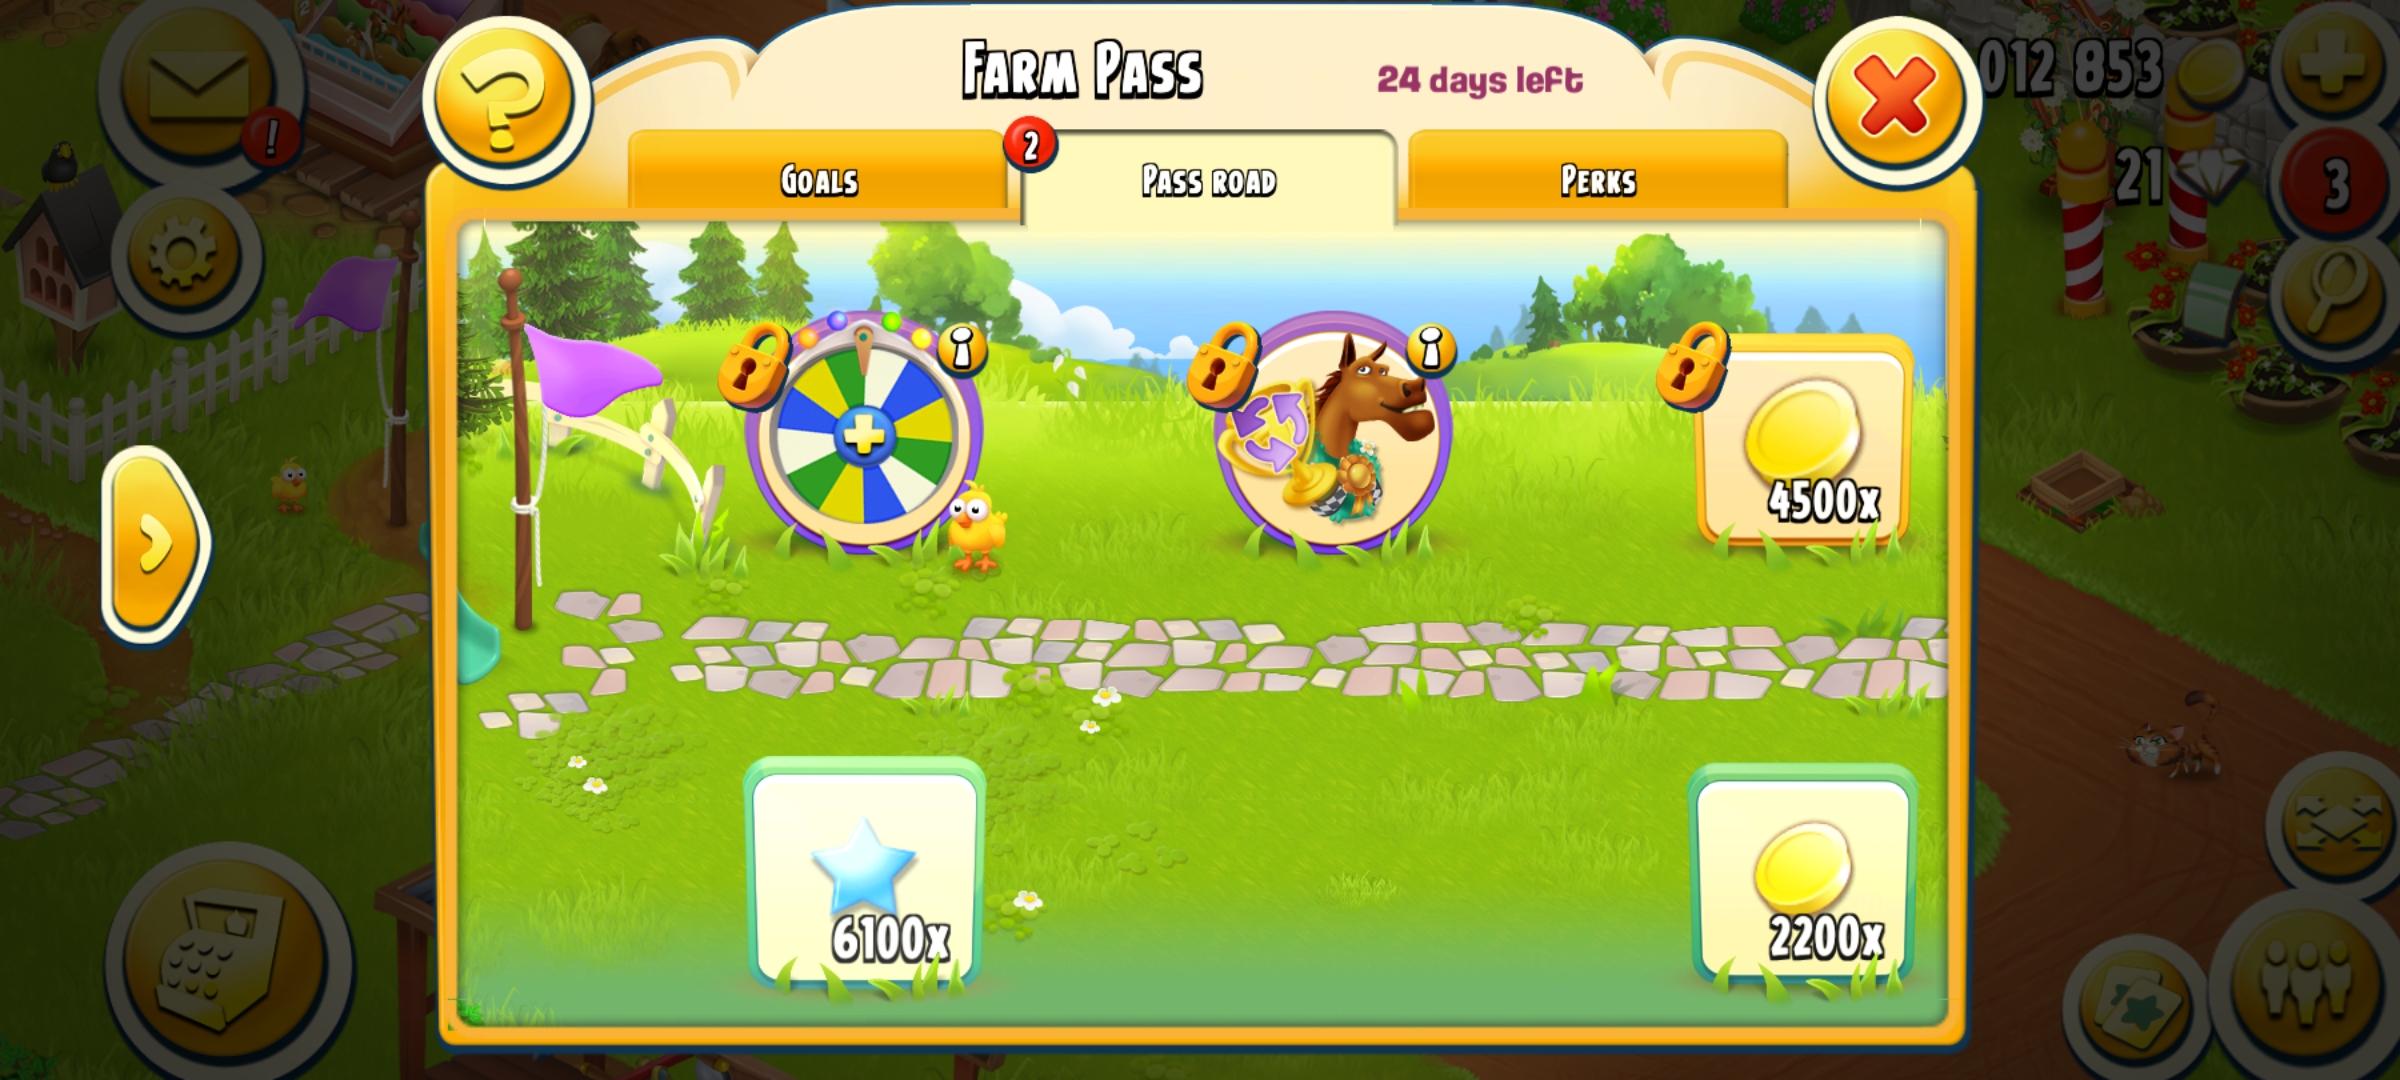 FARM PASS
24 days left
012 853
!
2
GOALS
PASS ROAD
PERKS
21
3
4500x
6100x
2200x